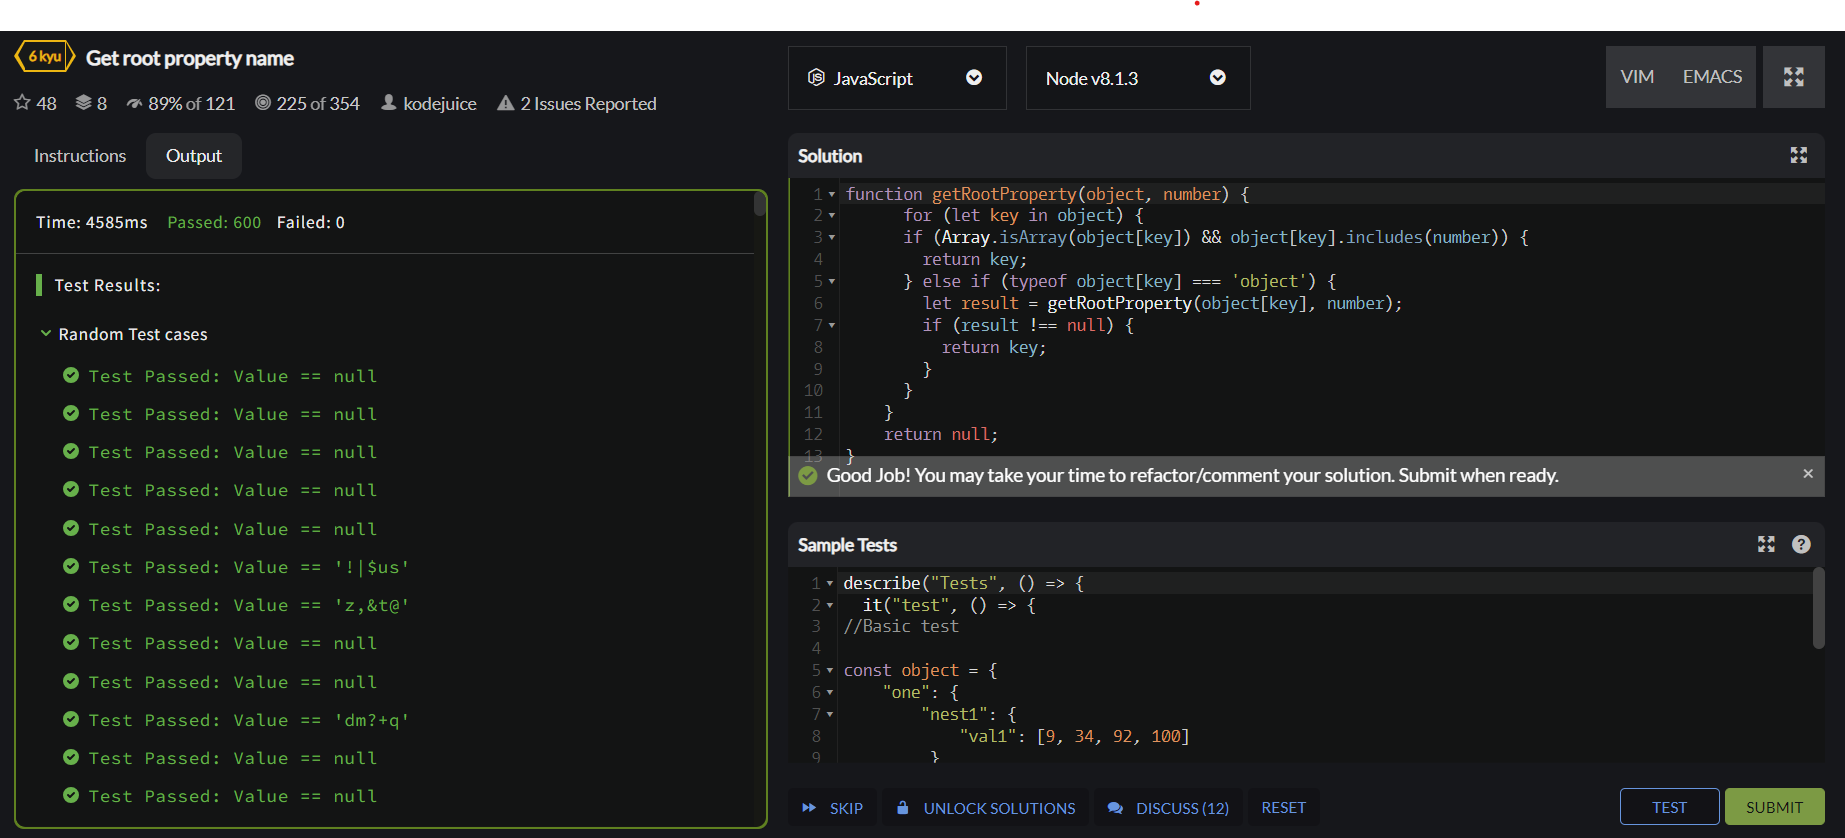 6 kyu Get root property name
48 8 89% of 121 225 of 354 kodejuice 2 Issues Reported
Instructions Output
Time: 4585ms Passed: 600 Failed: 0
Test Results:
Random Test cases
Test Passed: Value == null
Test Passed: Value == null
Test Passed: Value == null
Test Passed: Value == null
Test Passed: Value == null
Test Passed: Value == '!|$us'
Test Passed: Value == 'z,&t@'
Test Passed: Value == null
Test Passed: Value == null
Test Passed: Value == 'dm?+q'
Test Passed: Value == null
Test Passed: Value == null
JavaScript Node v8.1.3 VIM EMACS
Solution
1 function getRootProperty(object, number) {
2 for (let key in object) {
3 if (Array.isArray(object[key]) && object[key].includes(number)) {
4 return key;
5 } else if (typeof object[key] === 'object') {
6 let result = getRootProperty(object[key], number);
7 if (result !== null) {
8 return key;
9 }
10 }
11 }
12 return null;
13 }
Good Job! You may take your time to refactor/comment your solution. Submit when ready. ×
Sample Tests ?
1 describe("Tests", () => {
2 it("test", () => {
3 //Basic test
4
5 const object = {
6 "one": {
7 "nest1": {
8 "val1": [9, 34, 92, 100]
9 }
SKIP UNLOCK SOLUTIONS DISCUSS (12) RESET TEST SUBMIT